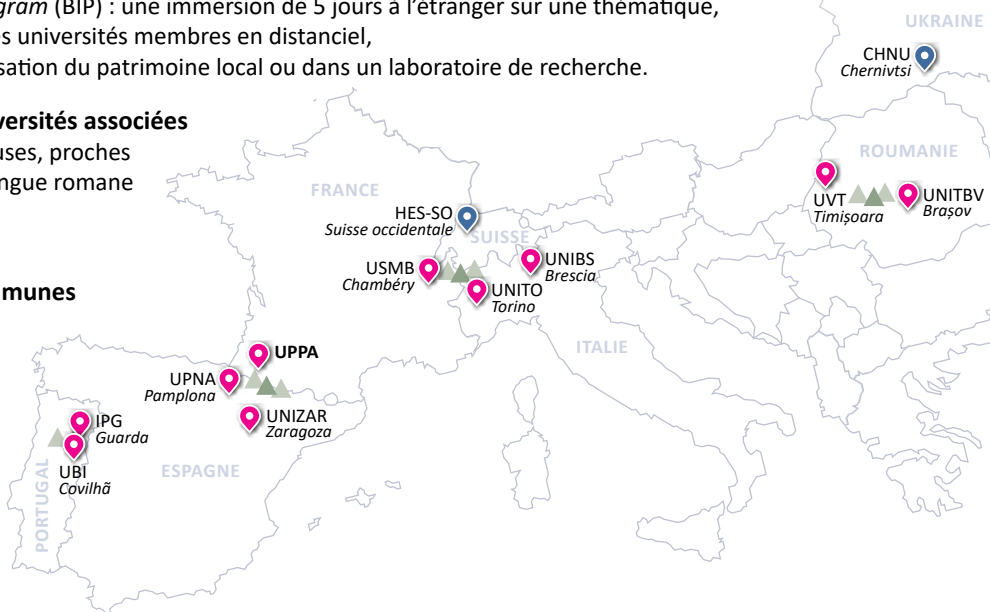 gram (BIP) : une immersion de 5 jours à l'étranger sur une thématique,
es universités membres en distanciel,
sation du patrimoine local ou dans un laboratoire de recherche.
versités associées
uses, proches
ngue romane
munes
UKRAINE
CHNU
Chernivtsi
ROUMANIE
UVT
Timișoara
UNITBV
Brașov
FRANCE
HES-SO
Suisse occidentale
SUISSE
USMB
Chambéry
UNIBS
Brescia
UNITO
Torino
ITALIE
UPPA
UPNA
Pamplona
UNIZAR
Zaragoza
IPG
Guarda
UBI
Covilhã
ESPAGNE
PORTUGAL